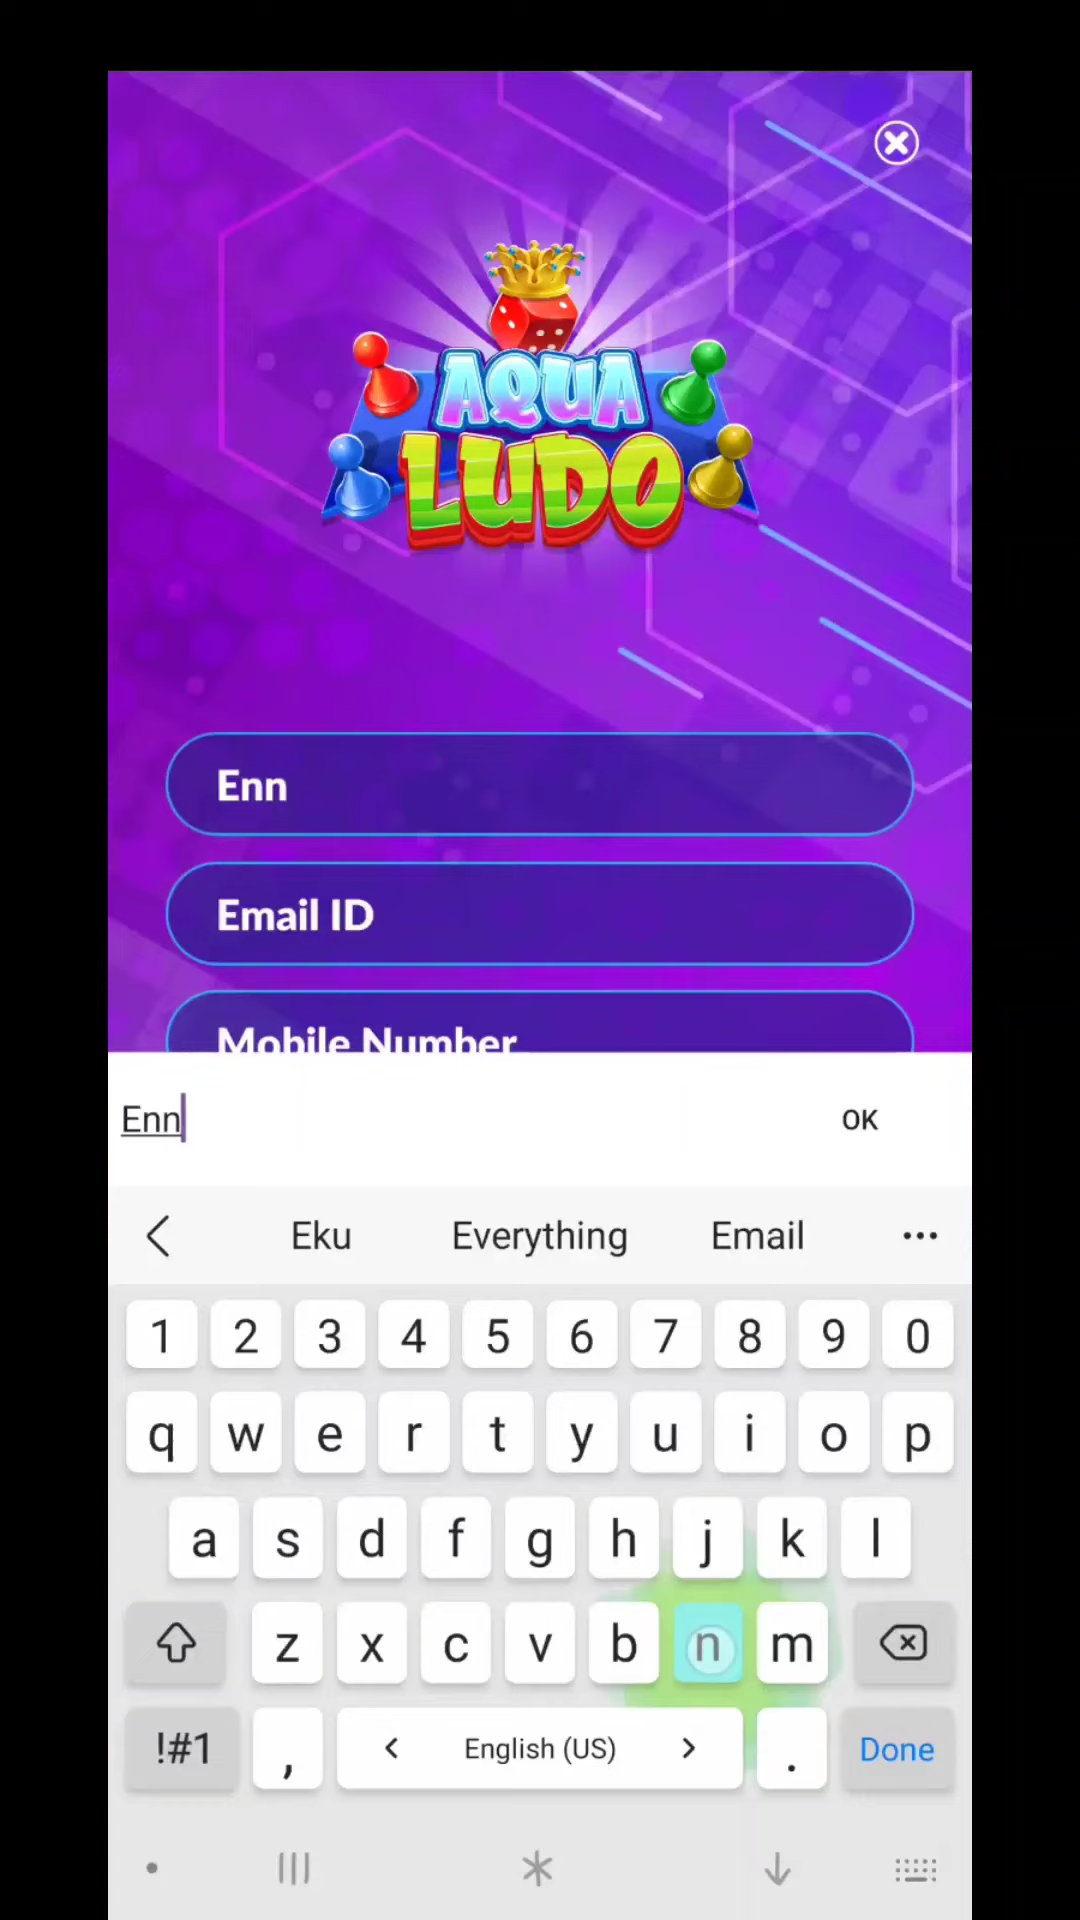 AQUA
LUDO
Enn
Email ID
Mobile Number
Enn OK
Eku Everything Email ...
1 2 3 4 5 6 7 8 9 0
q w e r t y u i o p
a s d f g h j k l
z x c v b n m
!#1 , < English (US) > . Done